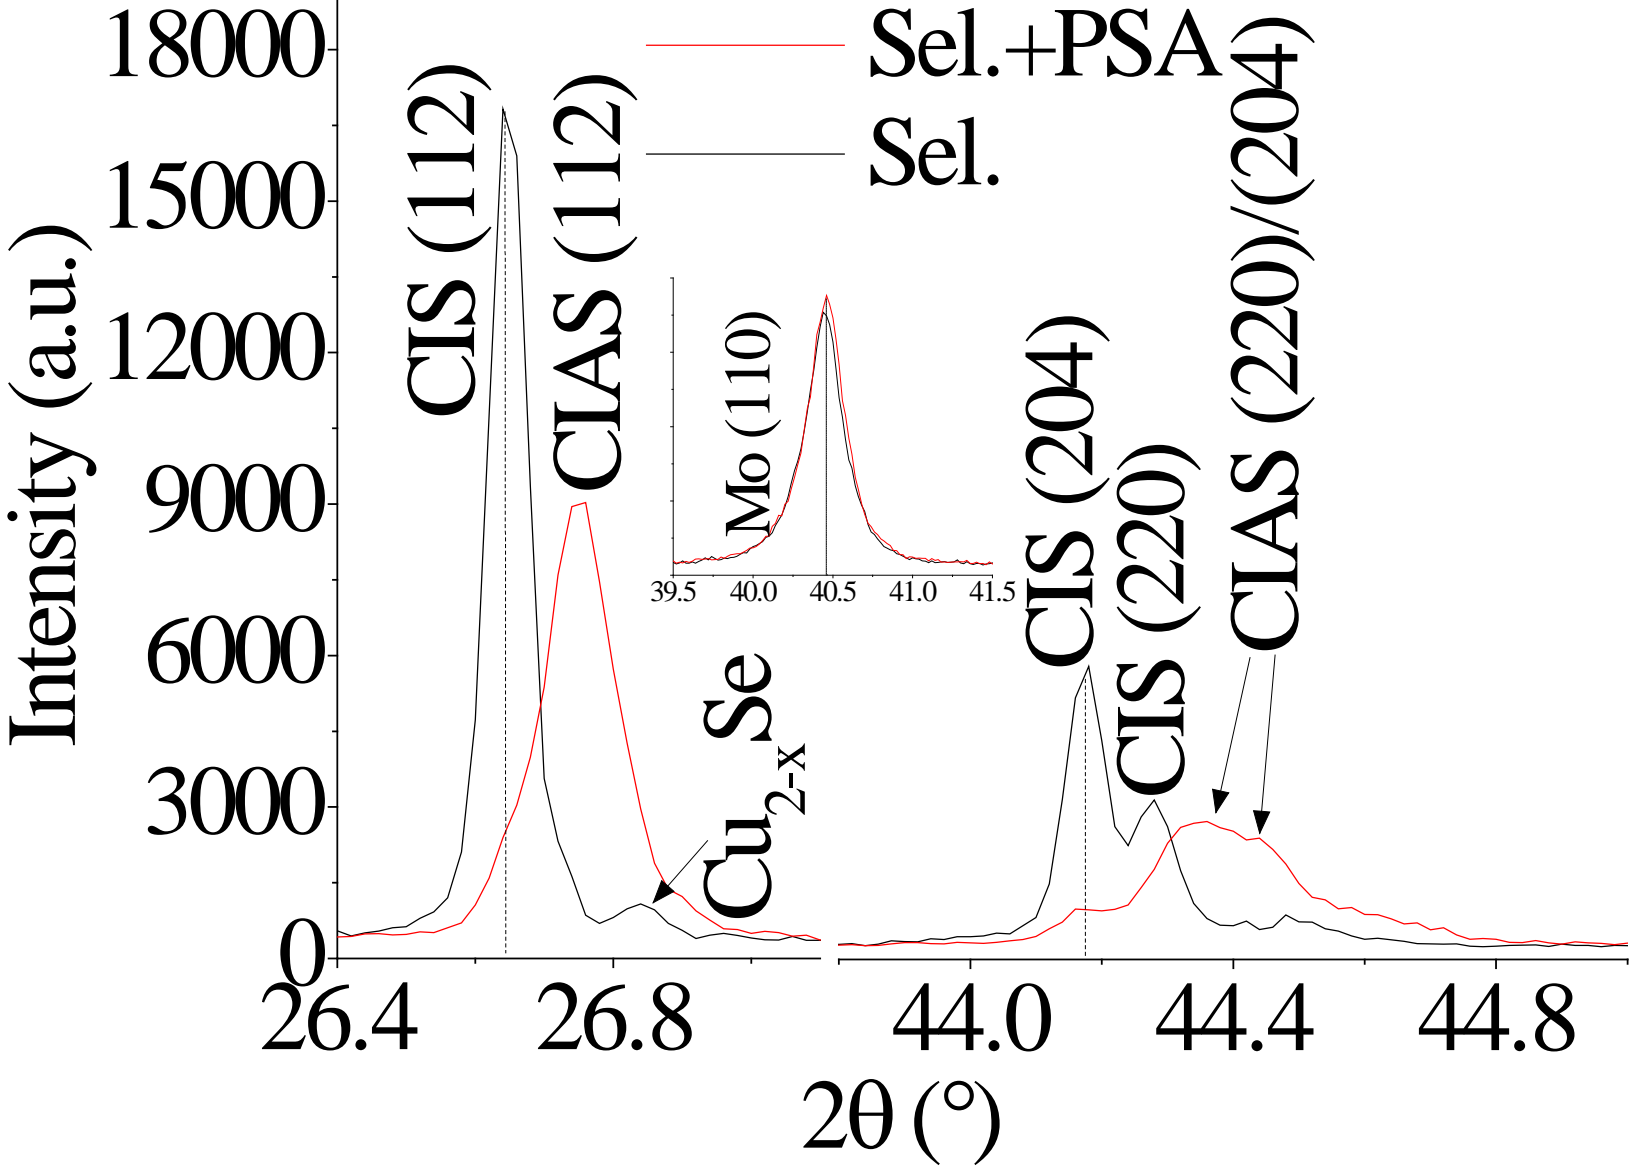 18000
15000
12000
9000
6000
3000
0
Intensity (a.u.)
Sel.+PSA
Sel.
CIS (112)
CIAS (112)
Mo (110)
39.5 40.0 40.5 41.0 41.5
Cu2-xSe
CIS (204)
CIS (220)
CIAS (220)/(204)
26.4 26.8 44.0 44.4 44.8
2θ (°)